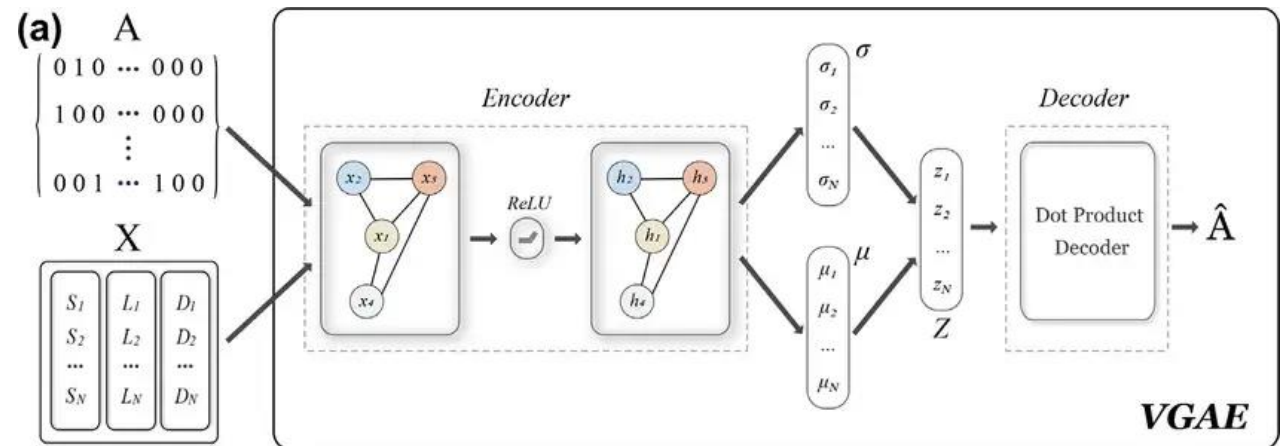 (a)
A
0 1 0 ... 0 0 0
1 0 0 ... 0 0 0
⋮
0 0 1 ... 1 0 0
X
S1 L1 D1
S2 L2 D2
... ... ...
SN LN DN
Encoder
x2 x3
x1
x4
ReLU
h2 h3
h1
h4
σ
σ1
σ2
...
σN
μ
μ1
μ2
...
μN
z1
z2
...
zN
Z
Decoder
Dot Product
Decoder
Â
VGAE